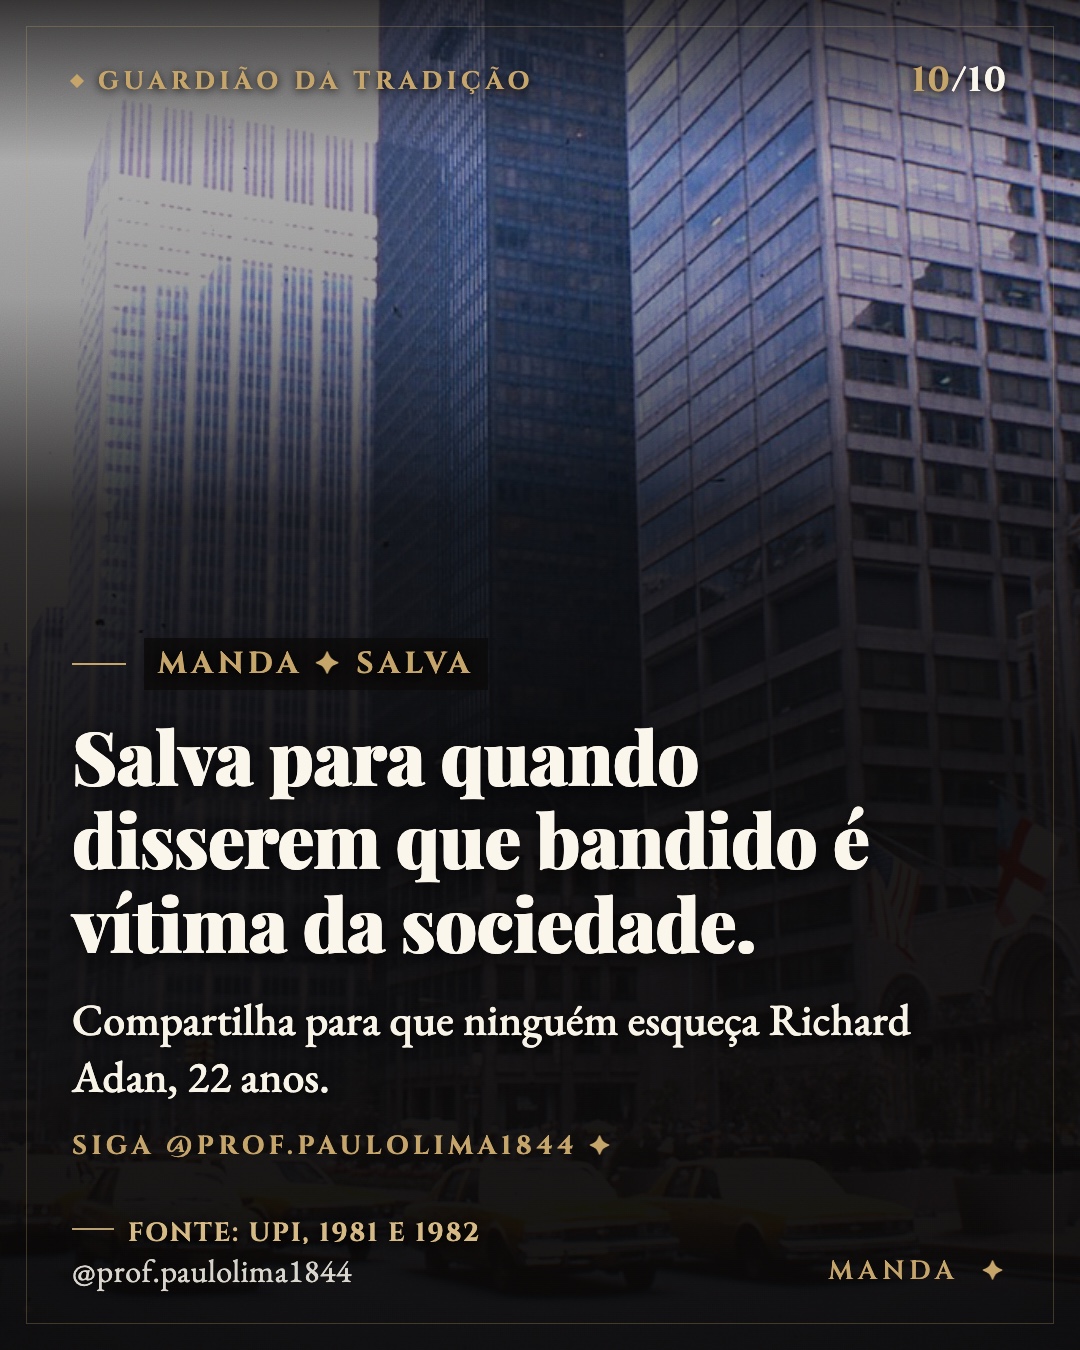 GUARDIÃO DA TRADIÇÃO
10/10
MANDA ✦ SALVA
Salva para quando
disserem que bandido é
vítima da sociedade.
Compartilha para que ninguém esqueça Richard
Adan, 22 anos.
SIGA @PROF.PAULOLIMA1844 ✦
FONTE: UPI, 1981 E 1982
@prof.paulolima1844
MANDA ✦